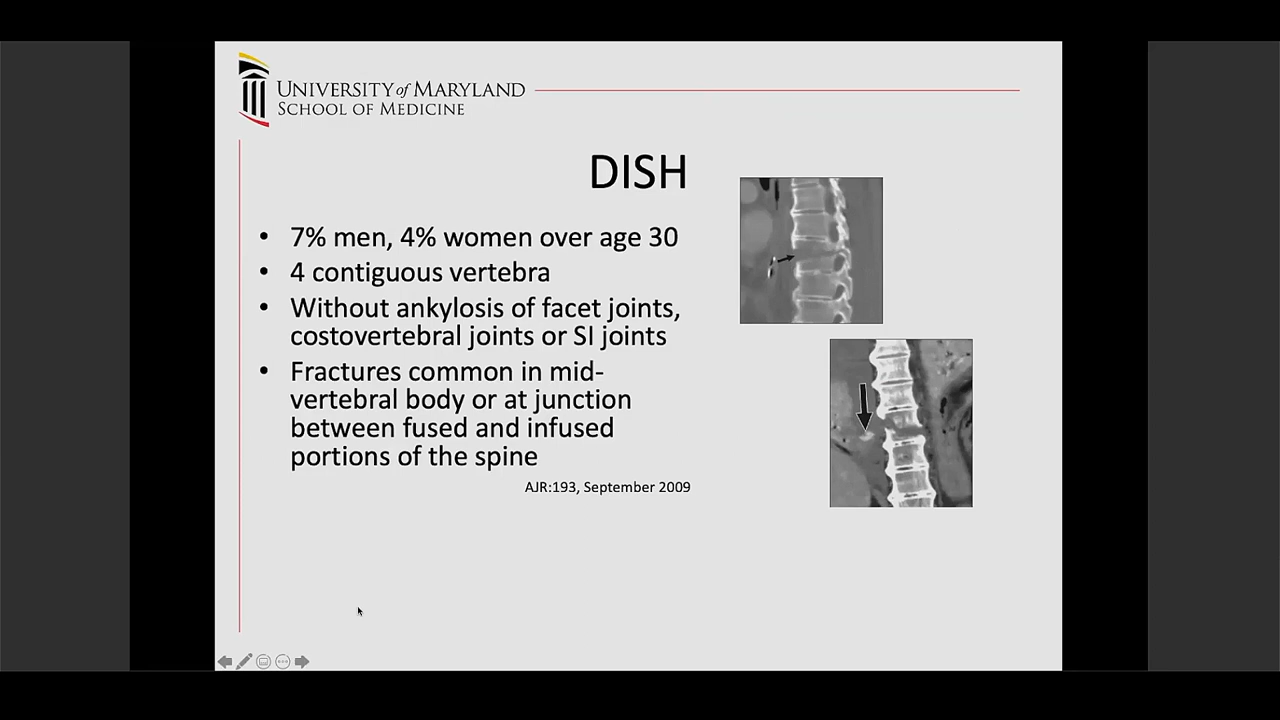 UNIVERSITY of MARYLAND
SCHOOL OF MEDICINE
DISH
• 7% men, 4% women over age 30
• 4 contiguous vertebra
• Without ankylosis of facet joints,
costovertebral joints or SI joints
• Fractures common in mid-
vertebral body or at junction
between fused and infused
portions of the spine
AJR:193, September 2009